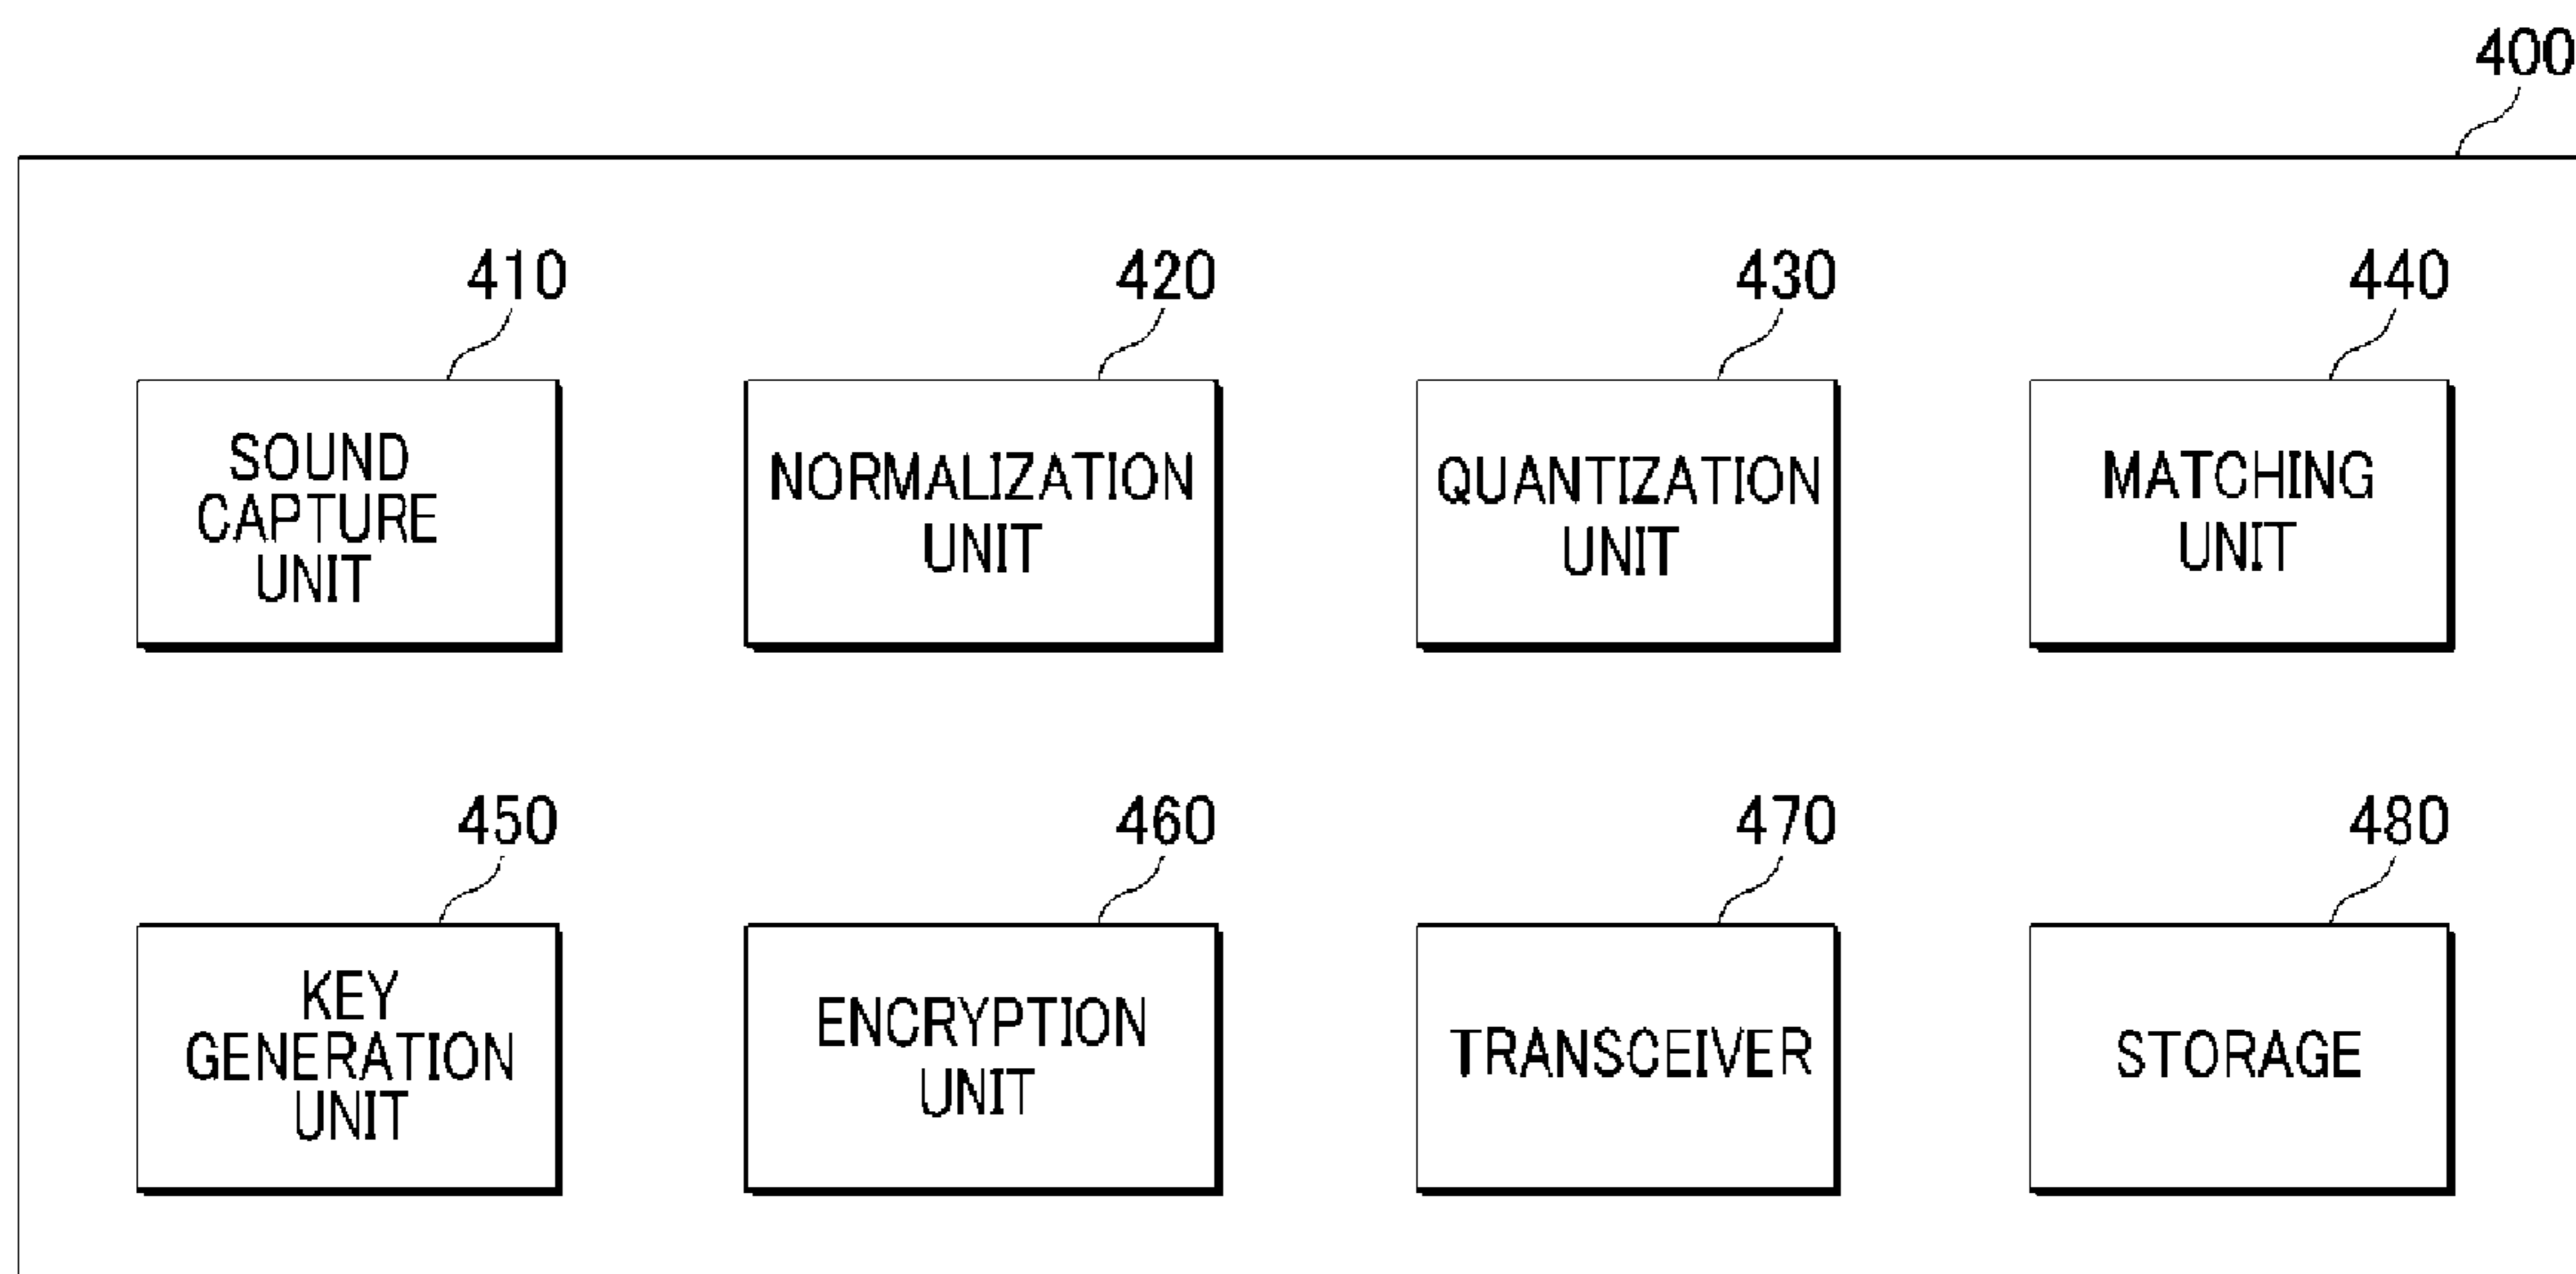 400
410
420
430
440
SOUND
CAPTURE
UNIT
NORMALIZATION
UNIT
QUANTIZATION
UNIT
MATCHING
UNIT
450
460
470
480
KEY
GENERATION
UNIT
ENCRYPTION
UNIT
TRANSCEIVER
STORAGE